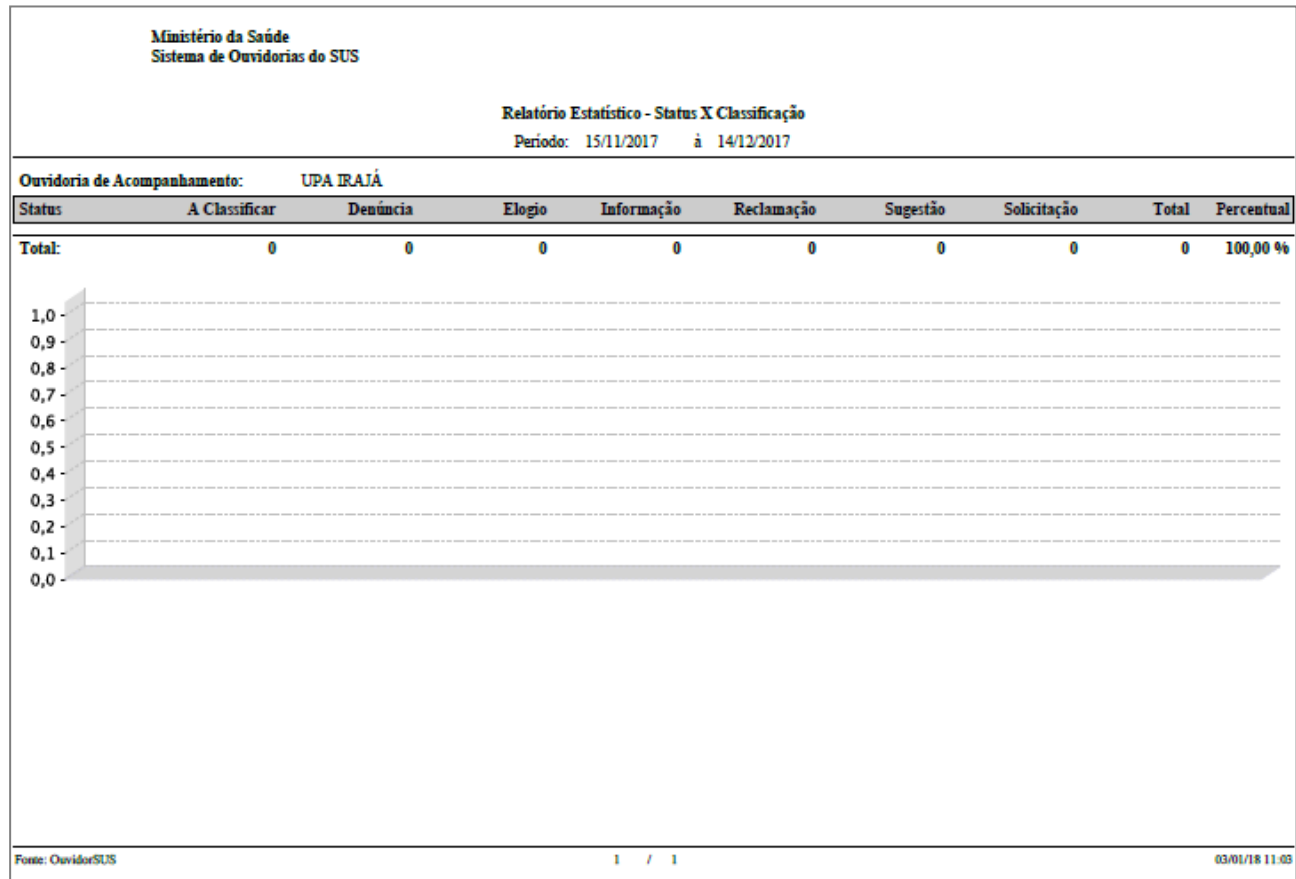 Ministério da Saúde
Sistema de Ouvidorias do SUS
Relatório Estatístico - Status X Classificação
Período: 15/11/2017 à 14/12/2017
Ouvidoria de Acompanhamento: UPA IRAJÁ
Status A Classificar Denúncia Elogio Informação Reclamação Sugestão Solicitação Total Percentual
Total: 0 0 0 0 0 0 0 0 100,00 %
1,0
0,9
0,8
0,7
0,6
0,5
0,4
0,3
0,2
0,1
0,0
Fonte: OuvidorSUS 1 / 1 03/01/18 11:03